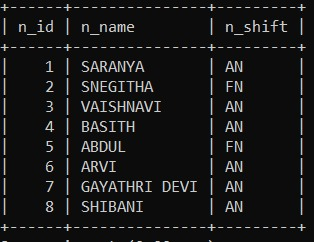 +------+---------------+---------+
| n_id | n_name        | n_shift |
+------+---------------+---------+
|    1 | SARANYA       | AN      |
|    2 | SNEGITHA      | FN      |
|    3 | VAISHNAVI     | AN      |
|    4 | BASITH        | AN      |
|    5 | ABDUL         | FN      |
|    6 | ARVI          | AN      |
|    7 | GAYATHRI DEVI | AN      |
|    8 | SHIBANI       | AN      |
+------+---------------+---------+